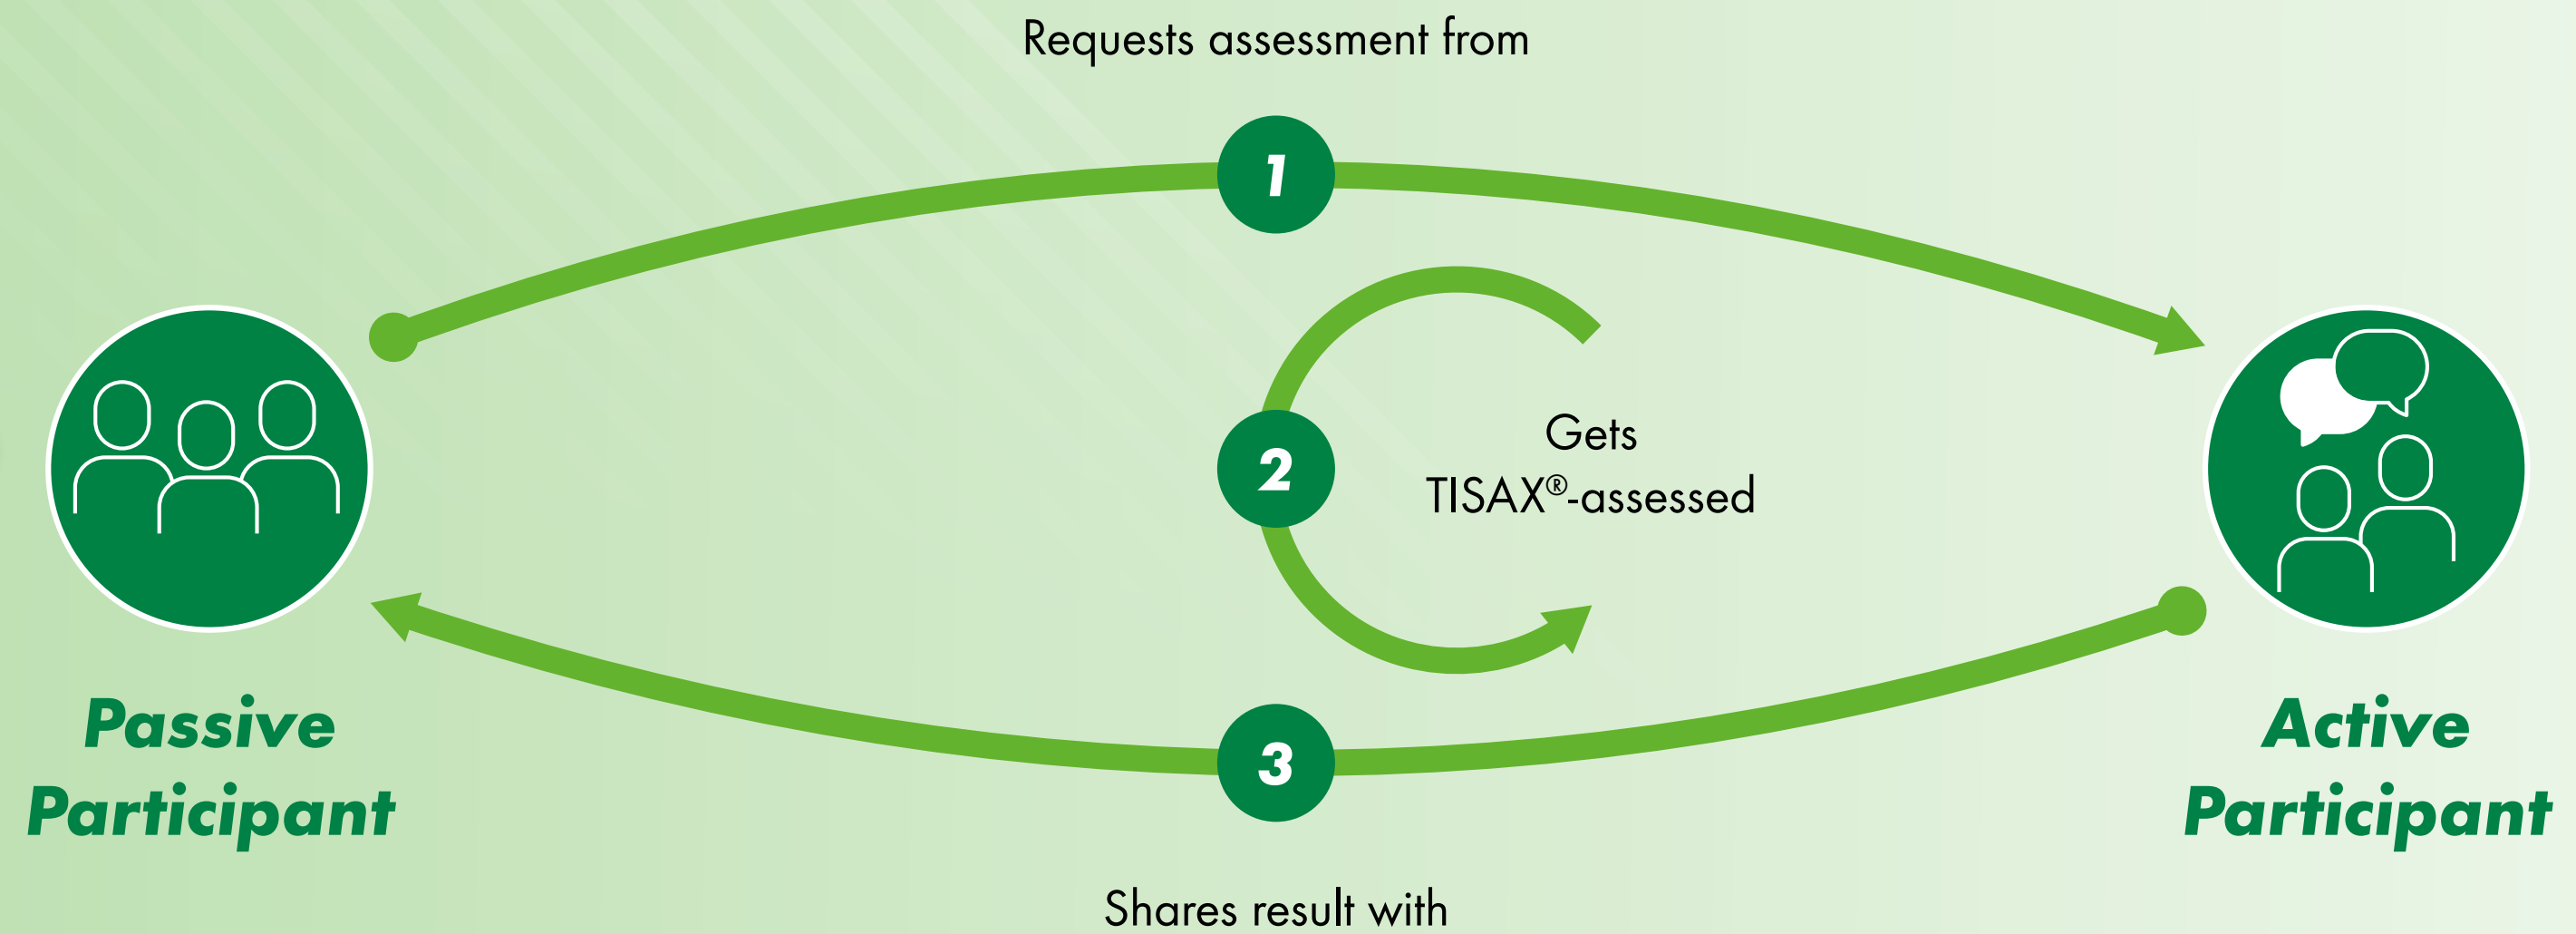 Requests assessment from
1
2
Gets
TISAX®-assessed
Passive
Participant
Active
Participant
3
Shares result with